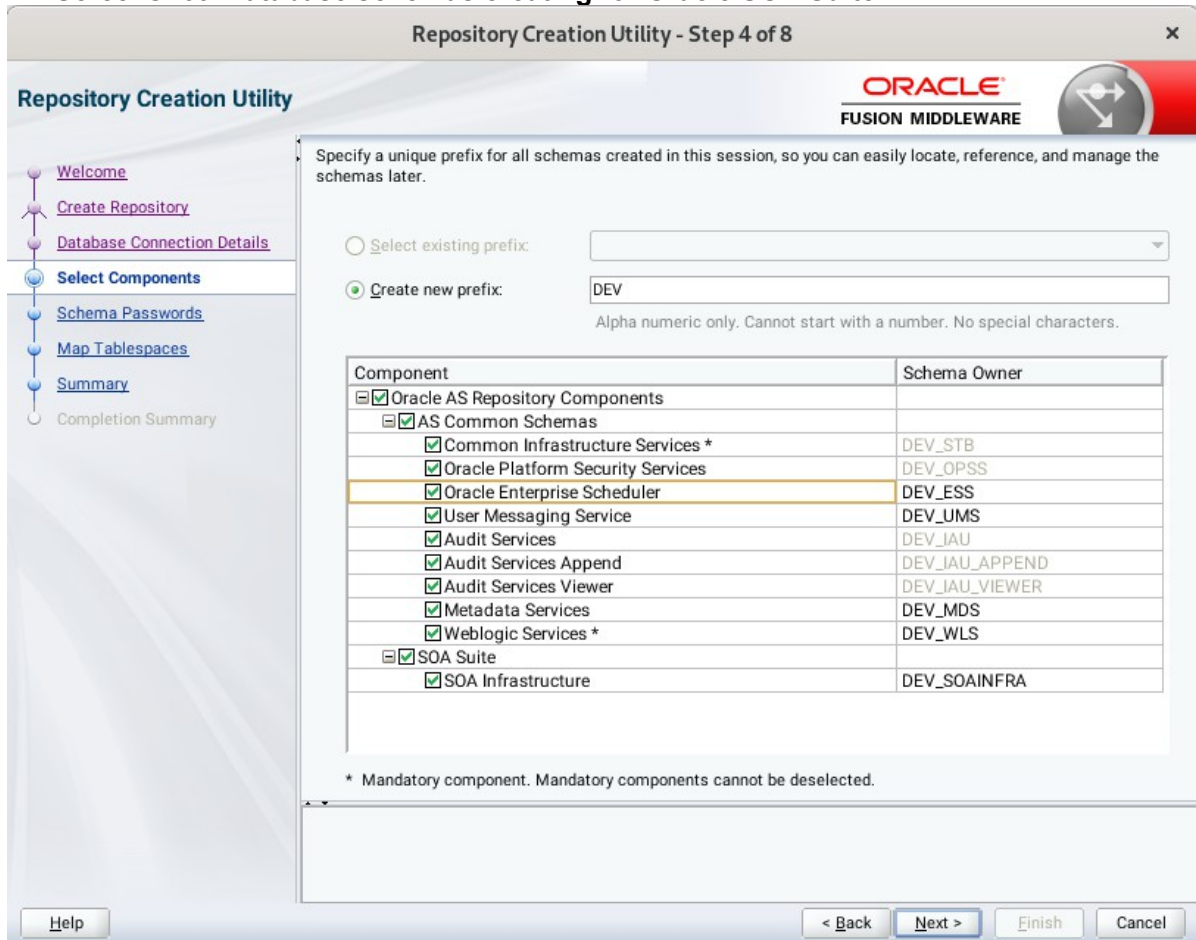 Repository Creation Utility - Step 4 of 8
Repository Creation Utility
ORACLE
FUSION MIDDLEWARE
Welcome
Create Repository
Database Connection Details
Select Components
Schema Passwords
Map Tablespaces
Summary
Completion Summary
Specify a unique prefix for all schemas created in this session, so you can easily locate, reference, and manage the
schemas later.
Select existing prefix:
Create new prefix: DEV
Alpha numeric only. Cannot start with a number. No special characters.
Component Schema Owner
Oracle AS Repository Components
AS Common Schemas
Common Infrastructure Services * DEV_STB
Oracle Platform Security Services DEV_OPSS
Oracle Enterprise Scheduler DEV_ESS
User Messaging Service DEV_UMS
Audit Services DEV_IAU
Audit Services Append DEV_IAU_APPEND
Audit Services Viewer DEV_IAU_VIEWER
Metadata Services DEV_MDS
Weblogic Services * DEV_WLS
SOA Suite
SOA Infrastructure DEV_SOAINFRA
* Mandatory component. Mandatory components cannot be deselected.
Help < Back Next > Finish Cancel